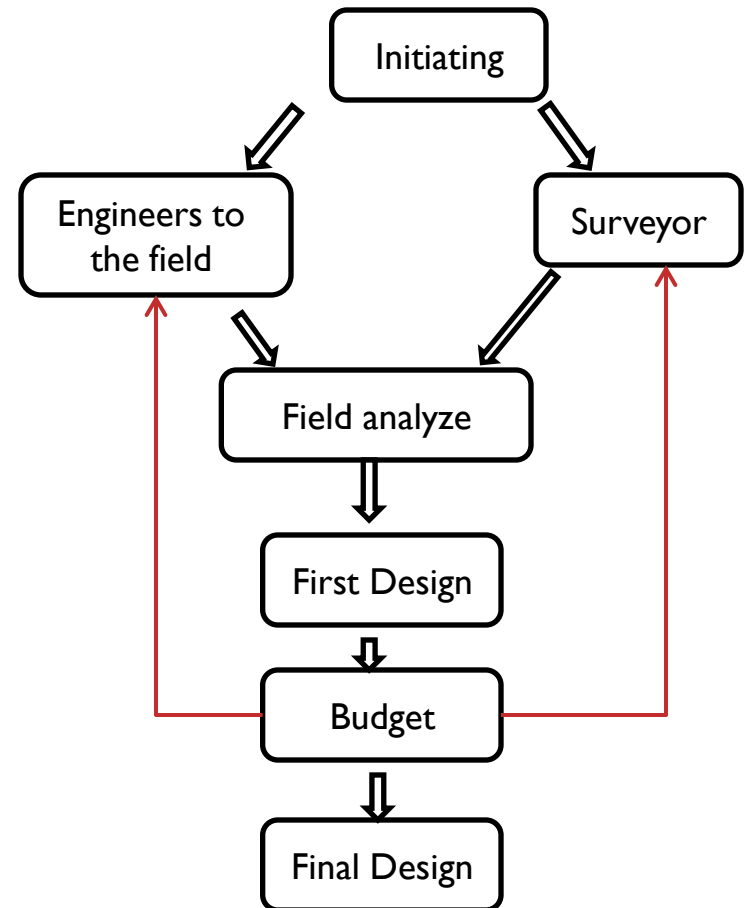 Initiating
Engineers to
the field
Surveyor
Field analyze
First Design
Budget
Final Design